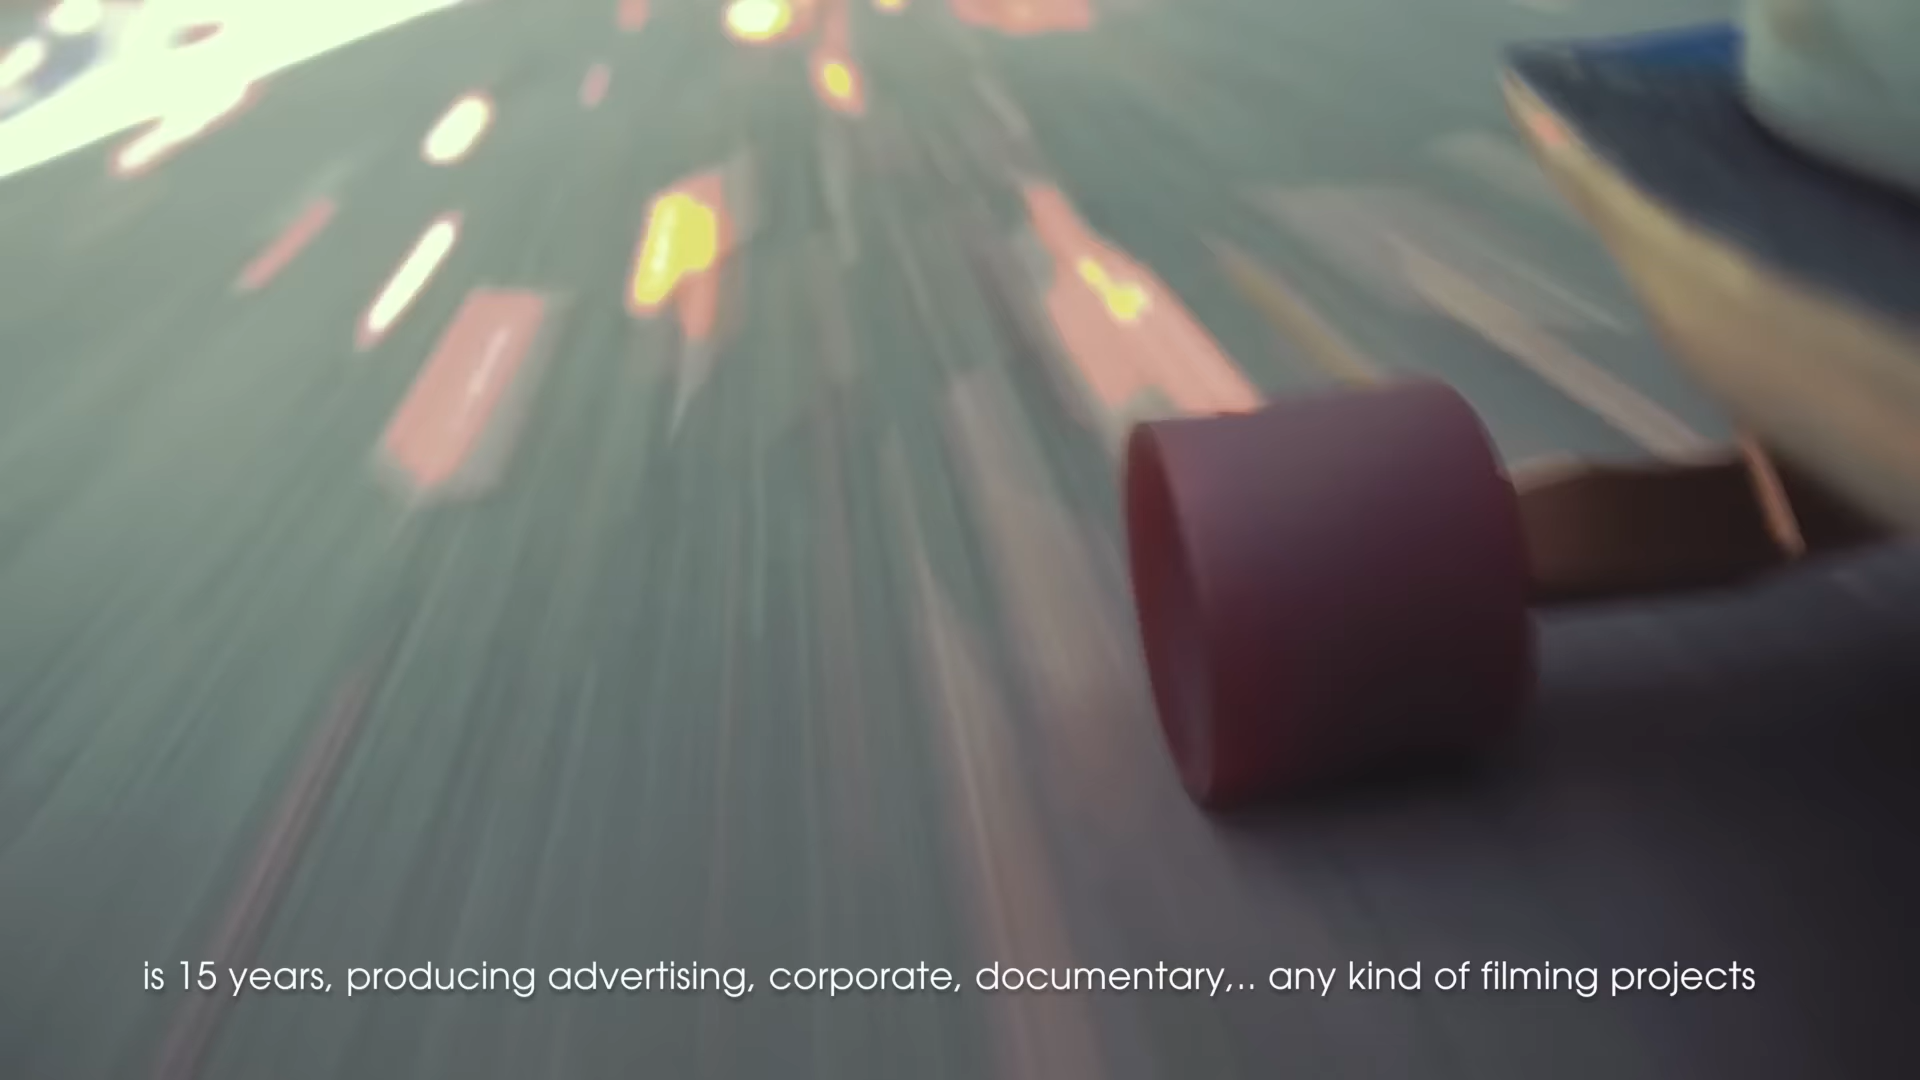 is 15 years, producing advertising, corporate, documentary,.. any kind of filming projects